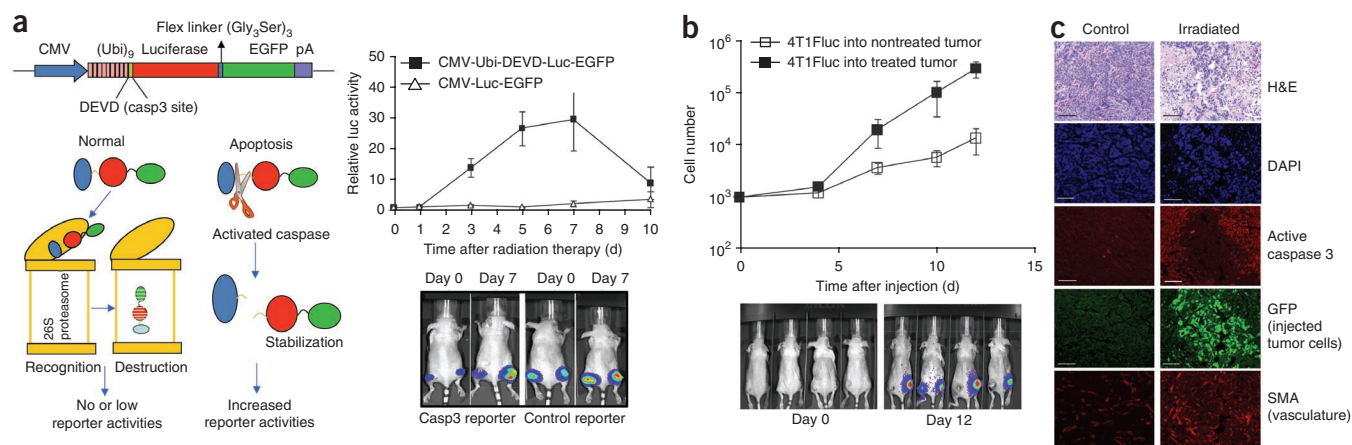 a
Flex linker (Gly3Ser)3
CMV (Ubi)9 Luciferase EGFP pA
DEVD (casp3 site)
Normal
Apoptosis
Activated caspase
26S proteasome
Stabilization
Recognition Destruction
No or low
reporter activities
Increased
reporter activities
Relative luc activity
50
40
30
20
10
0
CMV-Ubi-DEVD-Luc-EGFP
CMV-Luc-EGFP
0 1 2 3 4 5 6 7 8 9 10
Time after radiation therapy (d)
Day 0 Day 7 Day 0 Day 7
Casp3 reporter Control reporter
b
4T1Fluc into nontreated tumor
4T1Fluc into treated tumor
Cell number
10^6
10^5
10^4
10^3
10^2
0 5 10 15
Time after injection (d)
Day 0 Day 12
c
Control Irradiated
H&E
DAPI
Active
caspase 3
GFP
(injected
tumor cells)
SMA
(vasculature)